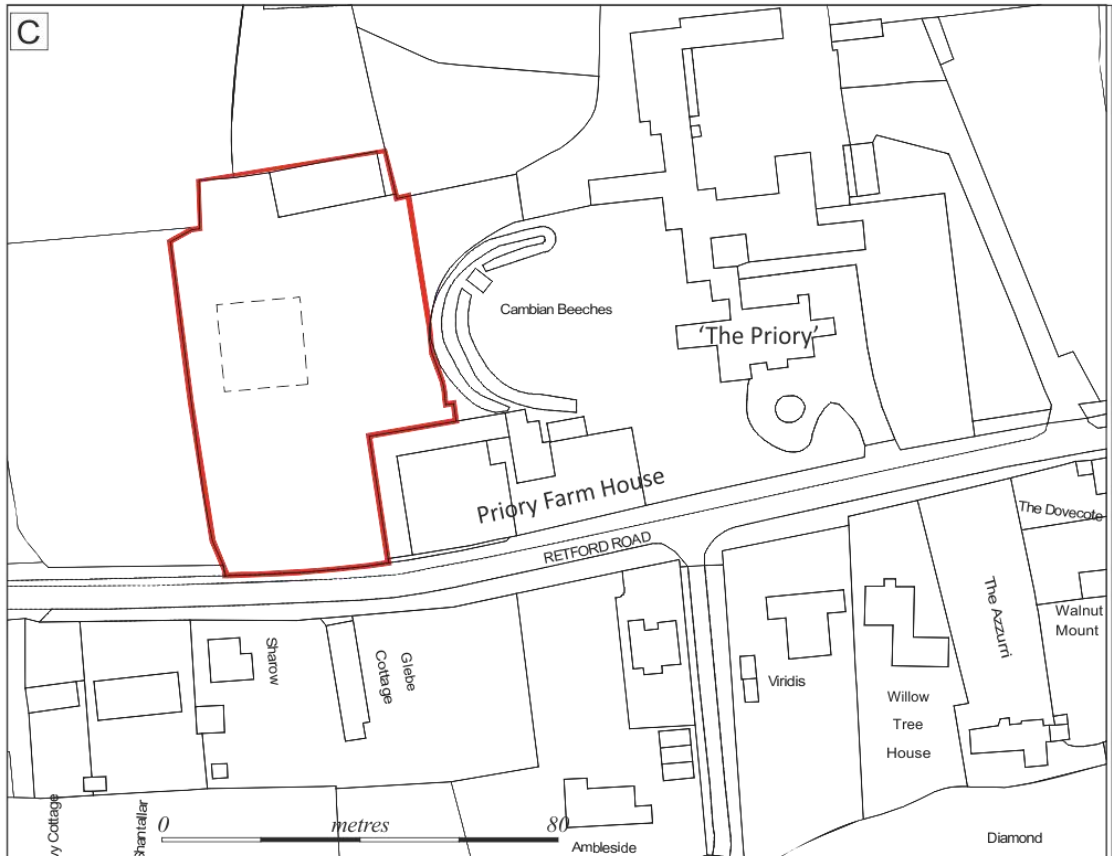 C
Cambian Beeches
'The Priory'
Priory Farm House
RETFORD ROAD
The Dovecote
Walnut
Mount
The Azzurri
Sharow
Glebe
Cottage
Viridis
Willow
Tree
House
vy Cottage
Shantallar
0 metres 80
Ambleside
Diamond